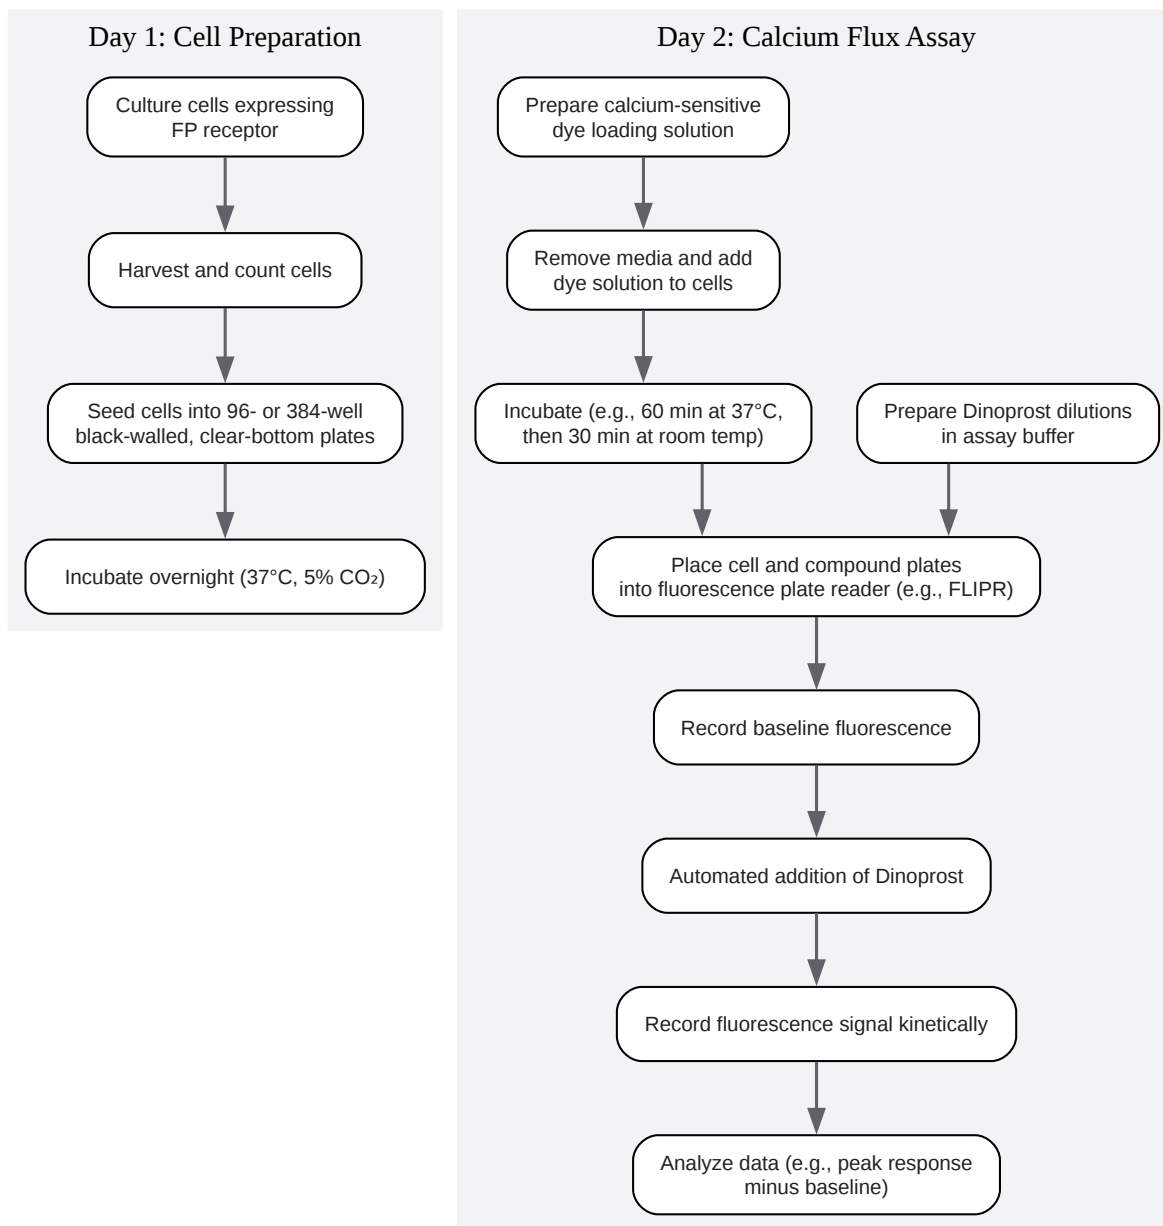 Day 1: Cell Preparation
Culture cells expressing
FP receptor
Harvest and count cells
Seed cells into 96- or 384-well
black-walled, clear-bottom plates
Incubate overnight (37°C, 5% CO₂)
Day 2: Calcium Flux Assay
Prepare calcium-sensitive
dye loading solution
Remove media and add
dye solution to cells
Incubate (e.g., 60 min at 37°C,
then 30 min at room temp)
Prepare Dinoprost dilutions
in assay buffer
Place cell and compound plates
into fluorescence plate reader (e.g., FLIPR)
Record baseline fluorescence
Automated addition of Dinoprost
Record fluorescence signal kinetically
Analyze data (e.g., peak response
minus baseline)